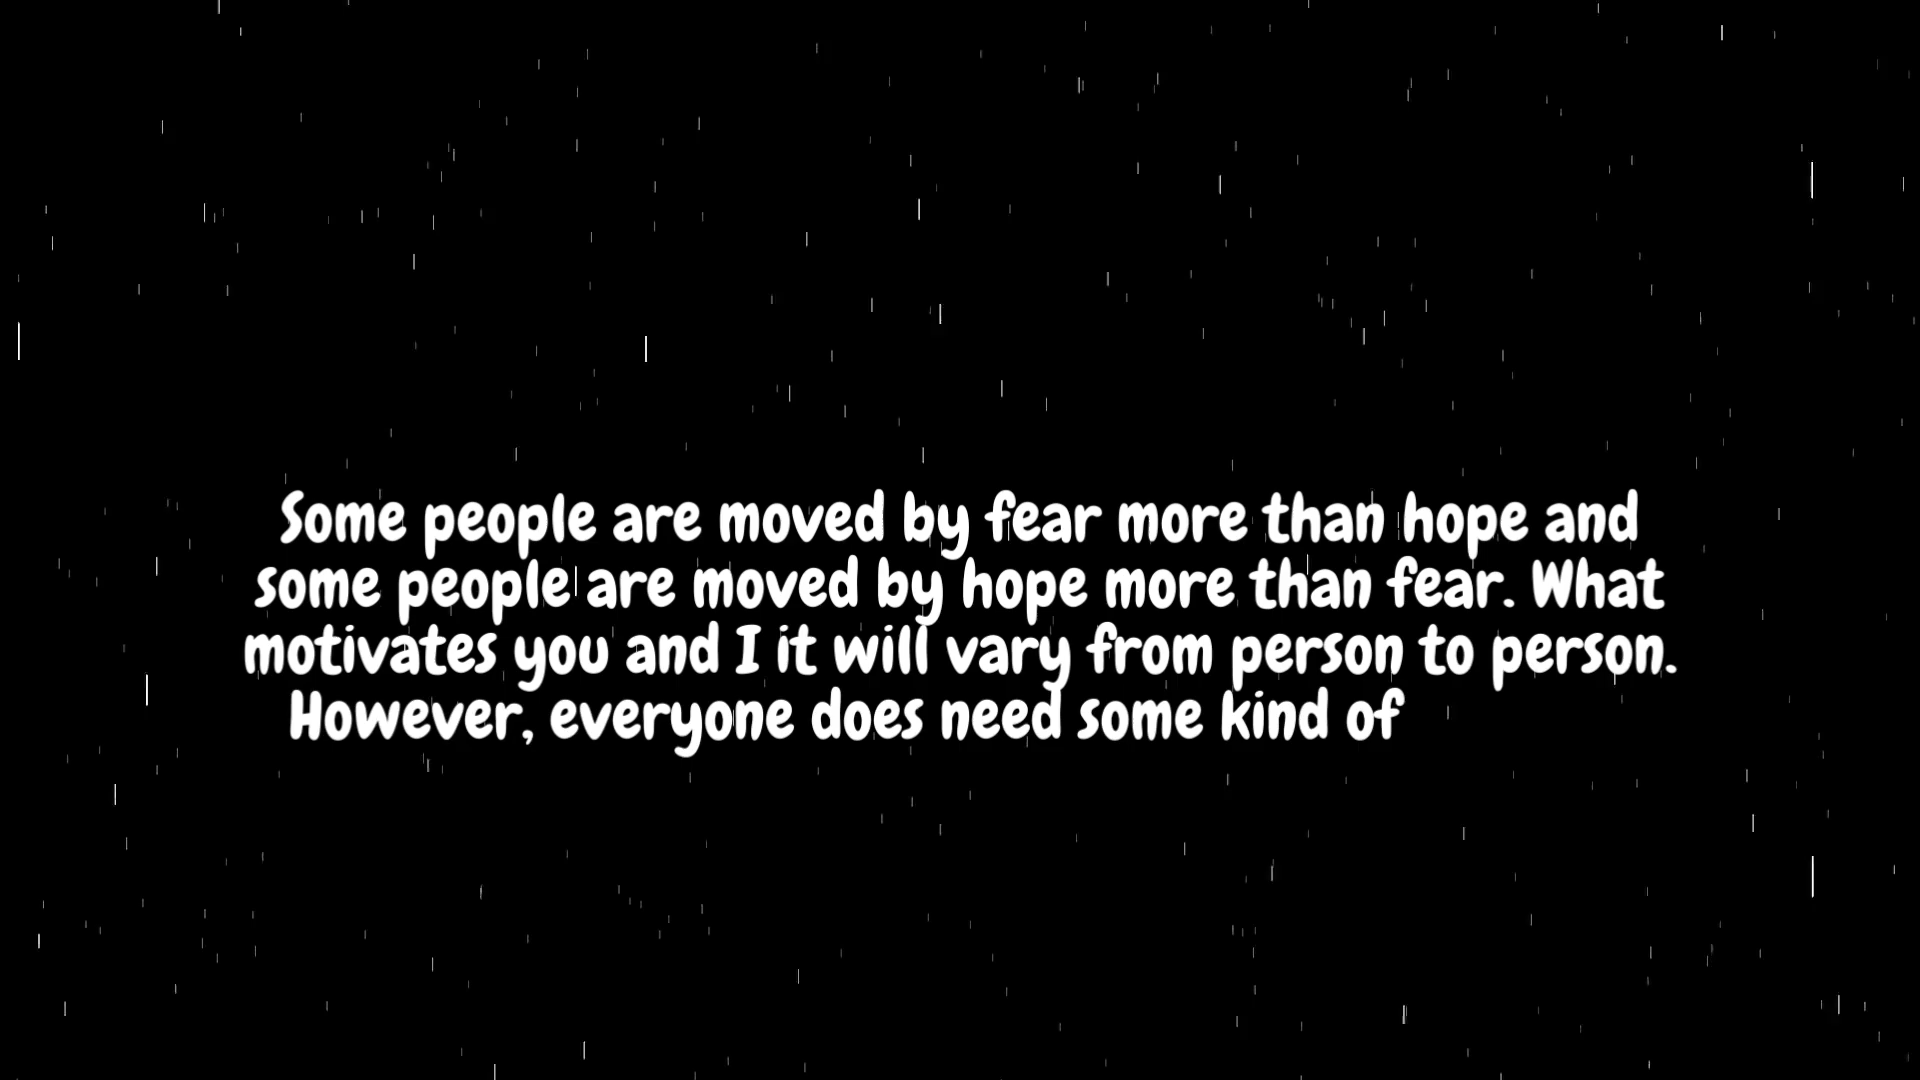 Some people are moved by fear more than hope and
some people are moved by hope more than fear. What
motivates you and I it will vary from person to person.
However, everyone does need some kind of